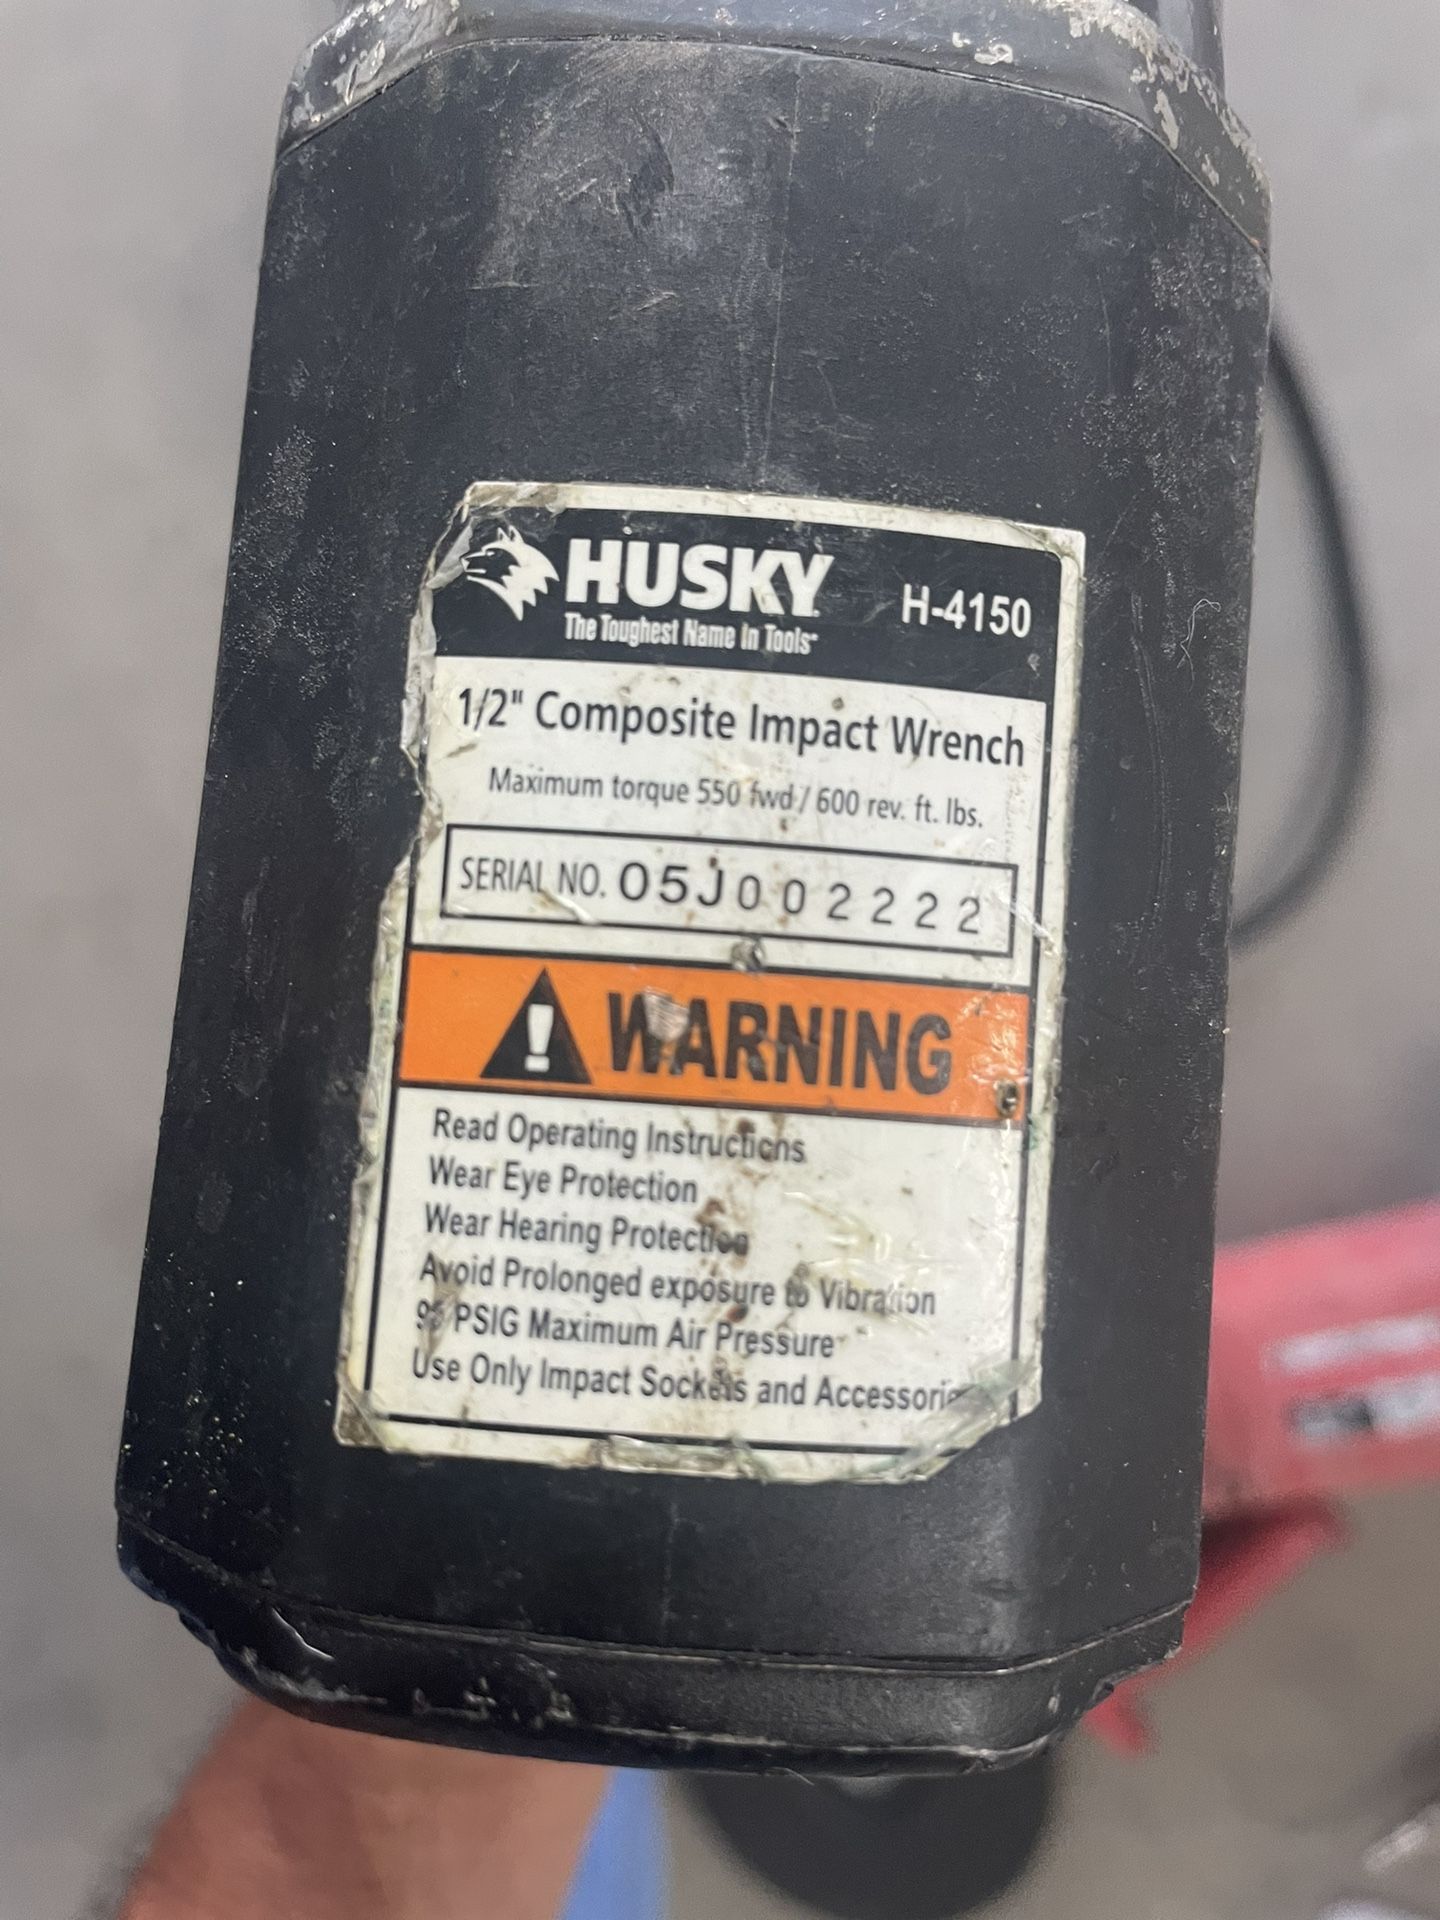 HUSKY H-4150
The Toughest Name In Tools
1/2" Composite Impact Wrench
Maximum torque 550 fwd / 600 rev. ft. lbs.
SERIAL NO. 05J002222
! WARNING
Read Operating Instructions
Wear Eye Protection
Wear Hearing Protection
Avoid Prolonged exposure to Vibration
PSIG Maximum Air Pressure
Use Only Impact Sockets and